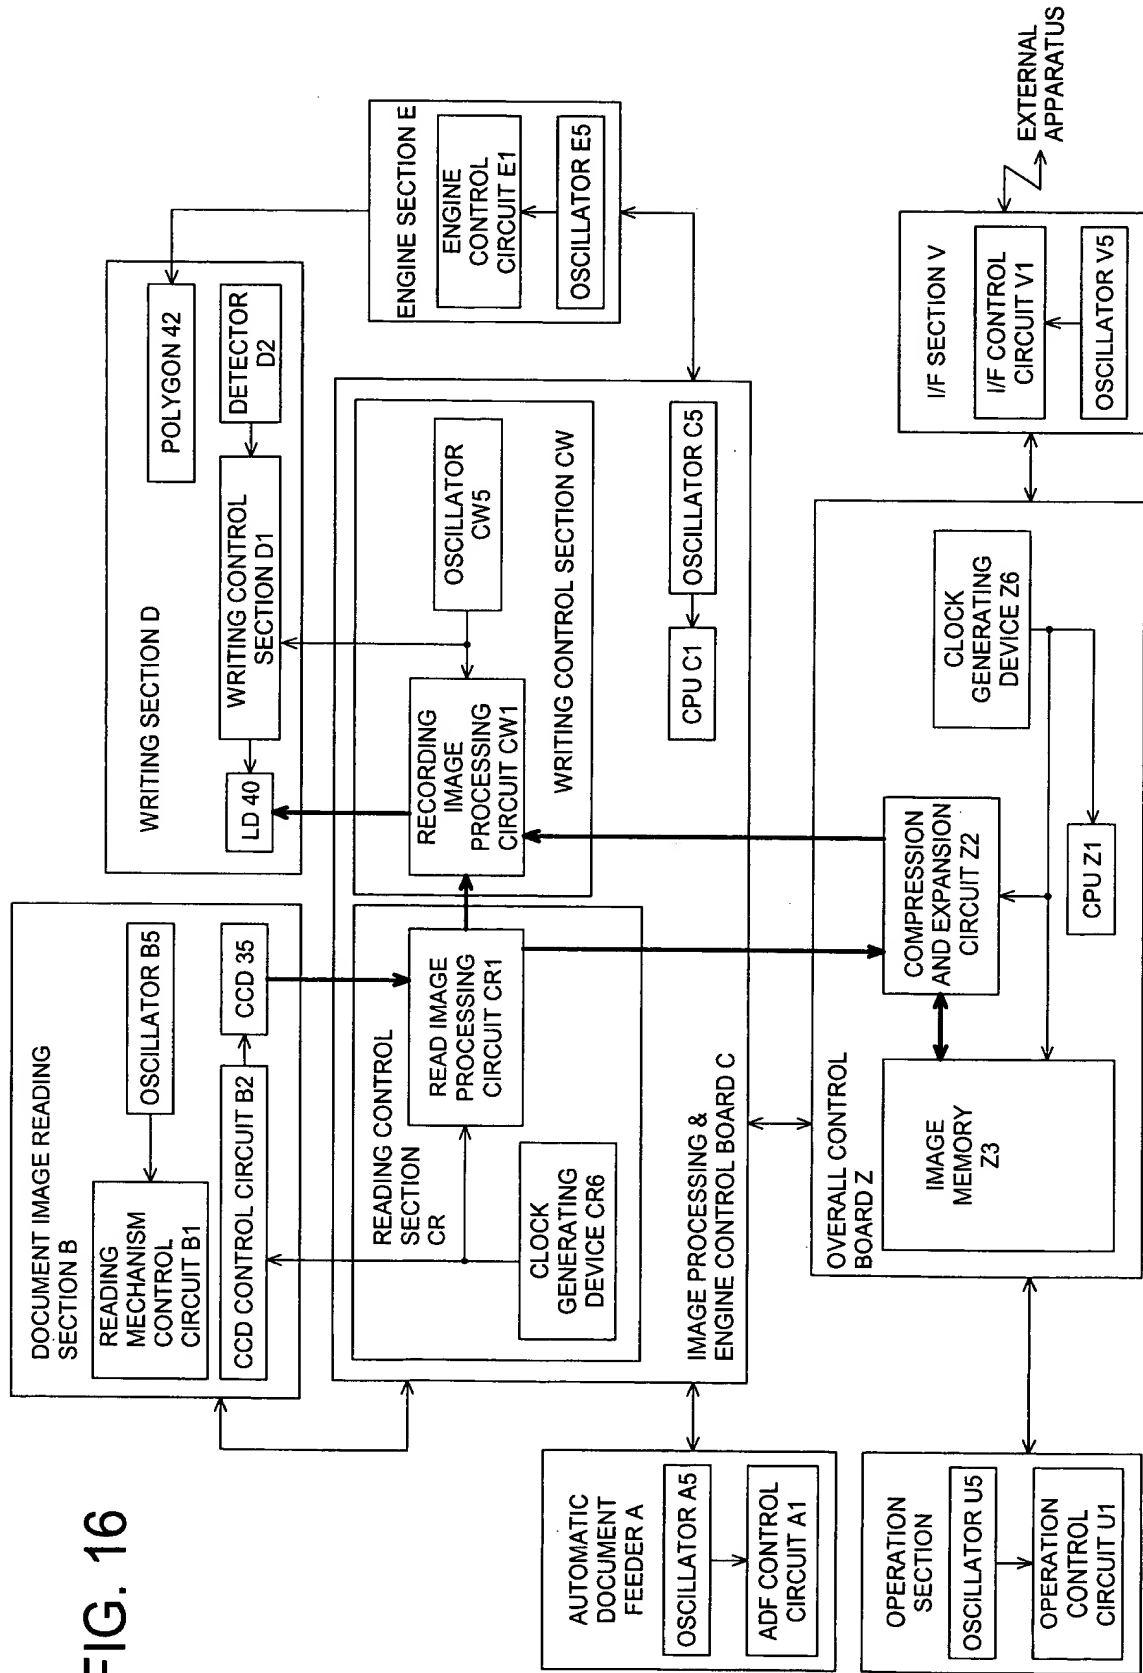 FIG. 16
DOCUMENT IMAGE READING
SECTION B
READING
MECHANISM
CONTROL
CIRCUIT B1
OSCILLATOR B5
CCD CONTROL CIRCUIT B2
CCD 35
WRITING SECTION D
POLYGON 42
LD 40
WRITING CONTROL
SECTION D1
DETECTOR
D2
ENGINE SECTION E
ENGINE
CONTROL
CIRCUIT E1
OSCILLATOR E5
READING CONTROL
SECTION
CR
READ IMAGE
PROCESSING
CIRCUIT CR1
CLOCK
GENERATING
DEVICE CR6
RECORDING
IMAGE
PROCESSING
CIRCUIT CW1
OSCILLATOR
CW5
WRITING CONTROL SECTION CW
CPU C1
OSCILLATOR C5
IMAGE PROCESSING &
ENGINE CONTROL BOARD C
AUTOMATIC
DOCUMENT
FEEDER A
OSCILLATOR A5
ADF CONTROL
CIRCUIT A1
OPERATION
SECTION
OSCILLATOR U5
OPERATION
CONTROL
CIRCUIT U1
OVERALL CONTROL
BOARD Z
IMAGE
MEMORY
Z3
COMPRESSION
AND EXPANSION
CIRCUIT Z2
CLOCK
GENERATING
DEVICE Z6
CPU Z1
I/F SECTION V
I/F CONTROL
CIRCUIT V1
OSCILLATOR V5
EXTERNAL
APPARATUS